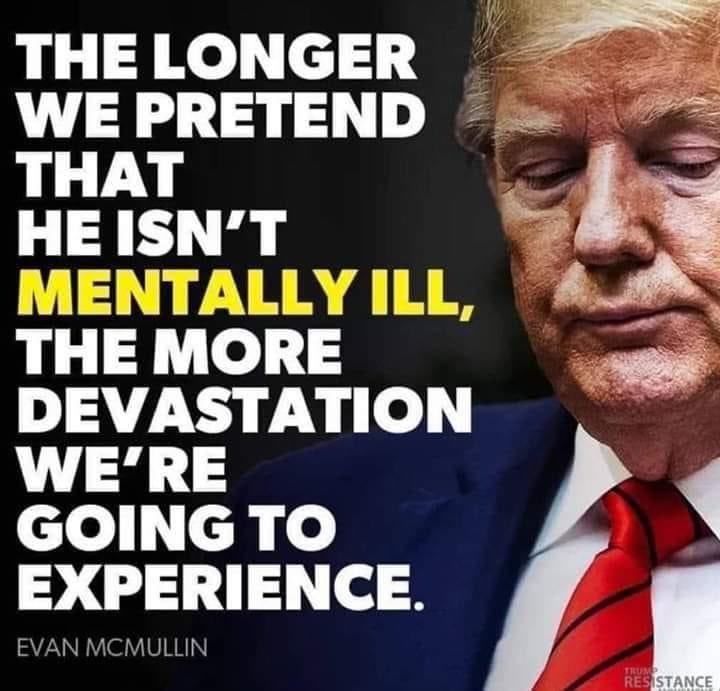 THE LONGER
WE PRETEND
THAT
HE ISN'T
MENTALLY ILL,
THE MORE
DEVASTATION
WE'RE
GOING TO
EXPERIENCE.
EVAN MCMULLIN
TRUMP
RESISTANCE